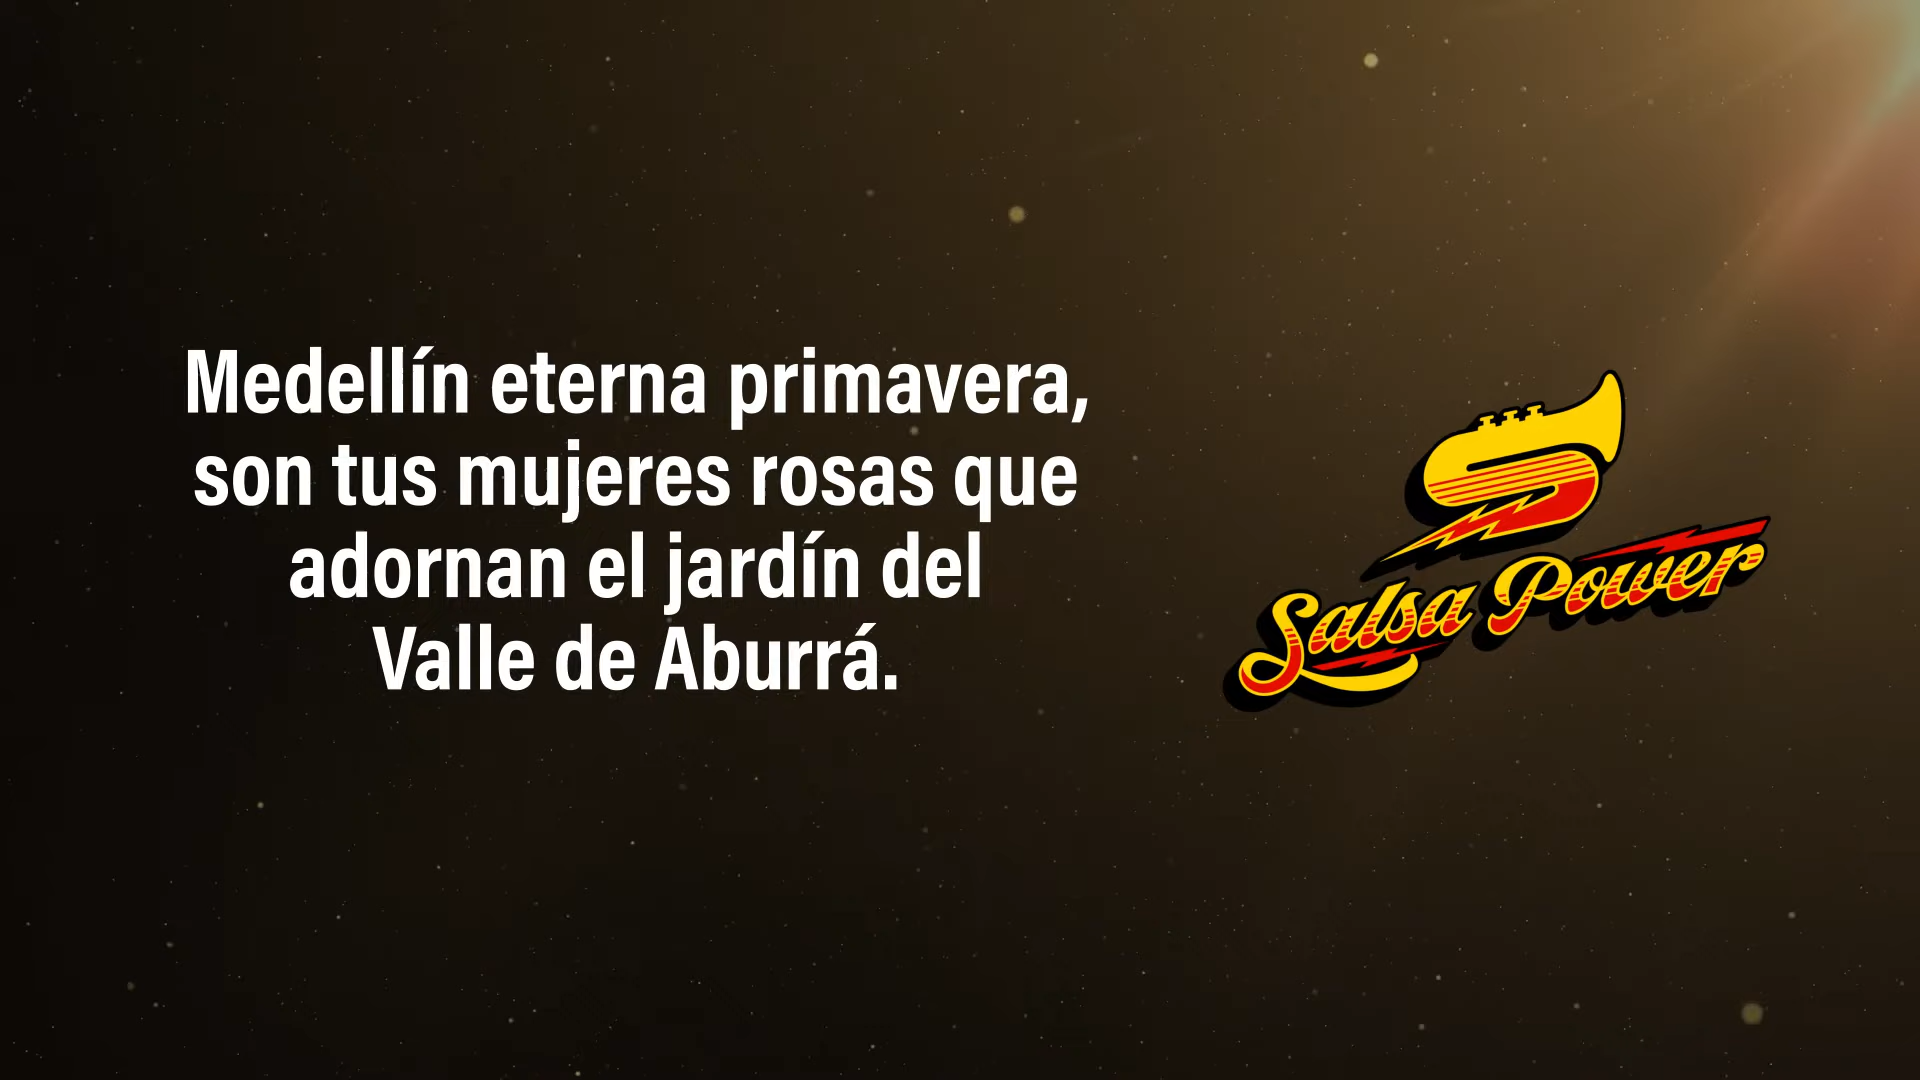 Medellín eterna primavera,
son tus mujeres rosas que
adornan el jardín del
Valle de Aburrá.
Salsa Power